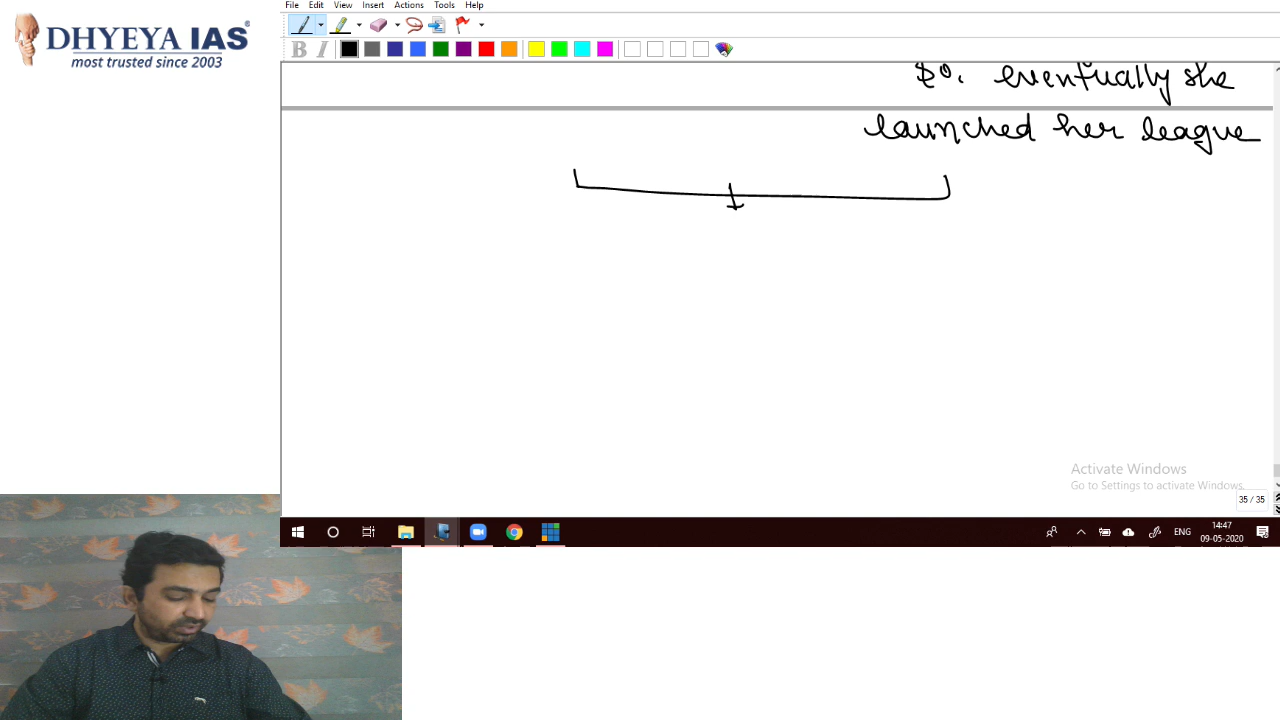 File Edit View Insert Actions Tools Help
DHYEYA IAS®
most trusted since 2003
B I
eventually she
launched her league
Activate Windows
Go to Settings to activate Windows.
35 / 35
ENG
14:47
09-05-2020